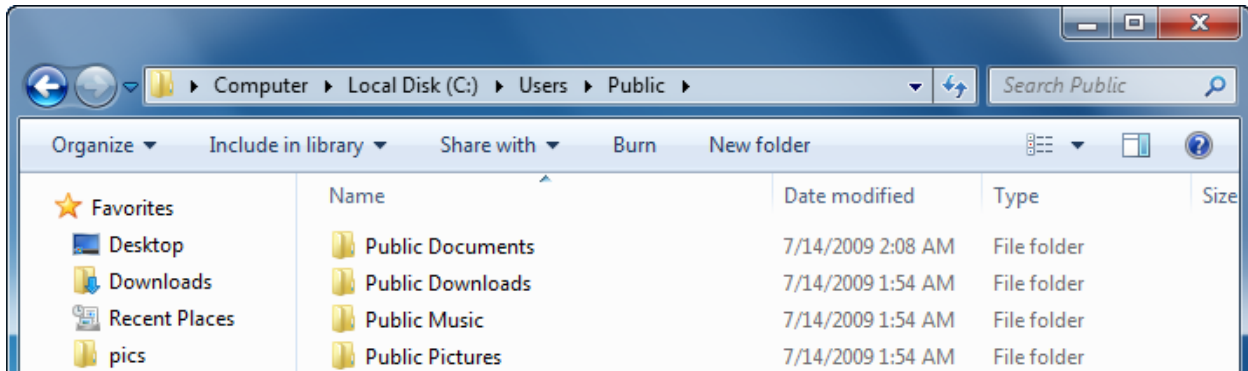 Computer Local Disk (C:) Users Public
Search Public
Organize Include in library Share with Burn New folder
Favorites
Desktop
Downloads
Recent Places
pics
Name Date modified Type Size
Public Documents 7/14/2009 2:08 AM File folder
Public Downloads 7/14/2009 1:54 AM File folder
Public Music 7/14/2009 1:54 AM File folder
Public Pictures 7/14/2009 1:54 AM File folder